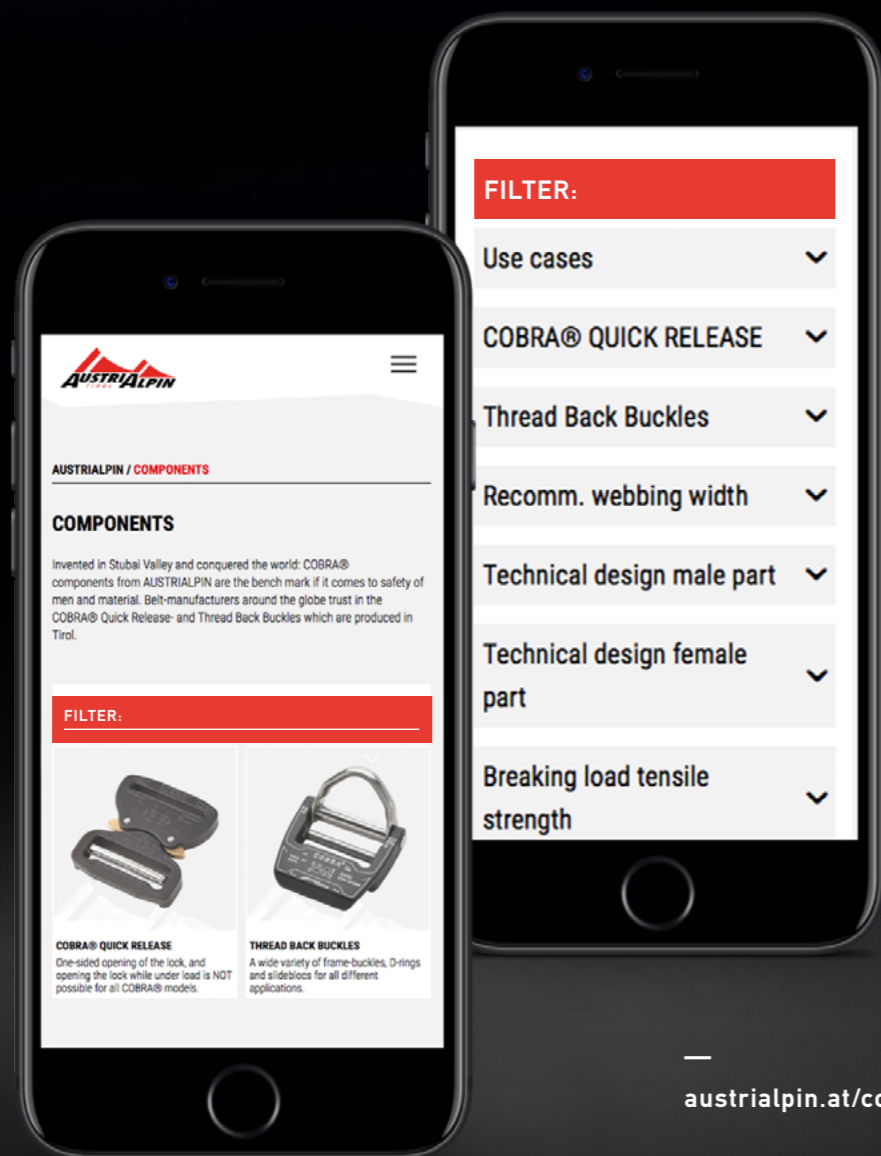 AUSTRIALPIN
TIROL
AUSTRIALPIN / COMPONENTS
COMPONENTS
Invented in Stubai Valley and conquered the world: COBRA®
components from AUSTRIALPIN are the bench mark if it comes to safety of
men and material. Belt-manufacturers around the globe trust in the
COBRA® Quick Release- and Thread Back Buckles which are produced in
Tirol.
FILTER:
COBRA® QUICK RELEASE
One-sided opening of the lock, and
opening the lock while under load is NOT
possible for all COBRA® models.
COBRA
THREAD BACK BUCKLES
A wide variety of frame-buckles, D-rings
and slideblocs for all different
applications.
FILTER:
Use cases
COBRA® QUICK RELEASE
Thread Back Buckles
Recomm. webbing width
Technical design male part
Technical design female
part
Breaking load tensile
strength
austrialpin.at/co